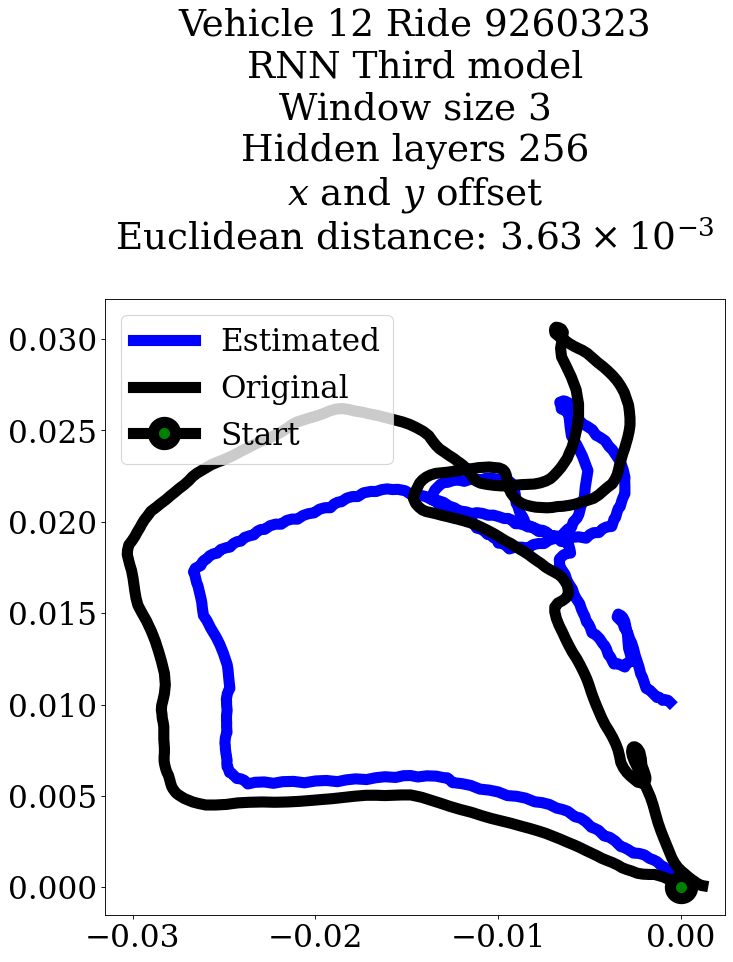 Vehicle 12 Ride 9260323
RNN Third model
Window size 3
Hidden layers 256
x and y offset
Euclidean distance: 3.63 × 10⁻³
Estimated
Original
Start
0.030
0.025
0.020
0.015
0.010
0.005
0.000
−0.03 −0.02 −0.01 0.00